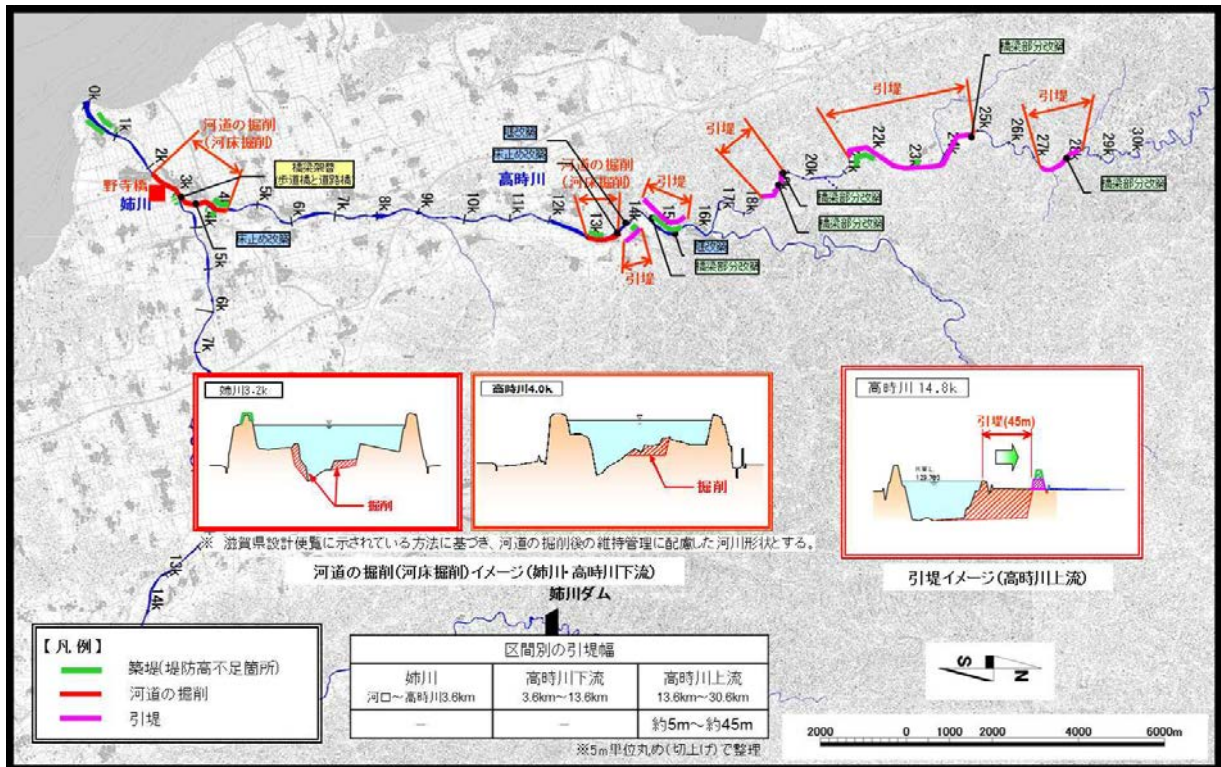 0k
1k
2k
3k
4k
4k
5k
6k
7k
8k
9k
10k
11k
12k
13k
14k
15
16k
17k
18k
20k
22k
23k
25k
26k
27k
29k
30k
5k
6k
7k
13k
14k
河道の掘削
(河床掘削)
橋梁架替
(歩道橋と道路橋)
野寺橋
姉川
床止め改築
高時川
堰改築
床止め改築
河道の掘削
(河床掘削)
引堤
引堤
堰改築
橋梁部分改築
引堤
橋梁部分改築
橋梁部分改築
引堤
橋梁部分改築
引堤
橋梁部分改築
姉川3.2k
掘削
高時川4.0k
掘削
高時川 14.8k
引堤(45m)
H.W.L
※ 滋賀県設計便覧に示されている方法に基づき、河道の掘削後の維持管理に配慮した河川形状とする。
河道の掘削(河床掘削)イメージ(姉川・高時川下流)
引堤イメージ(高時川上流)
姉川ダム
【凡例】
築堤(堤防高不足箇所)
河道の掘削
引堤
区間別の引堤幅
姉川 高時川下流 高時川上流
河口～高時川3.6km 3.6km～13.6km 13.6km～30.6km
－ － 約5m～約45m
※5m単位丸め(切上げ)で整理
S N
2000 0 2000 4000 6000m